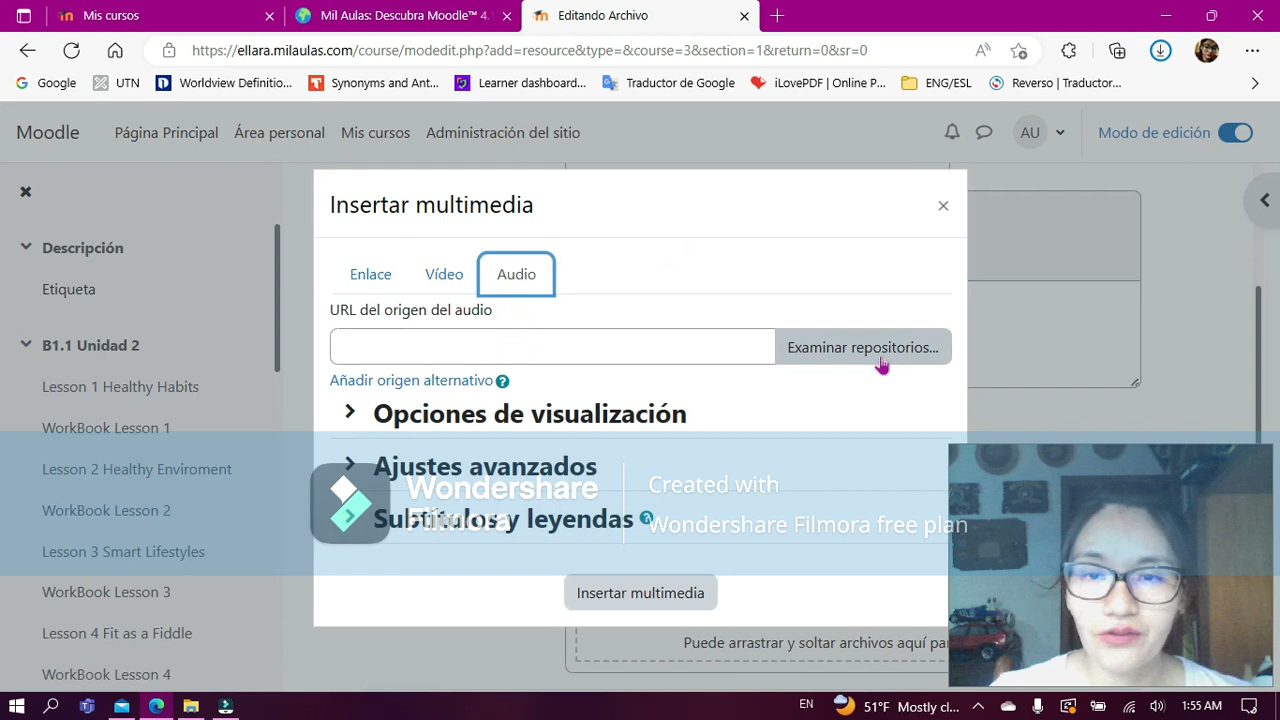 Mis cursos
Mil Aulas: Descubra Moodle™ 4.
Editando Archivo
https://ellara.milaulas.com/course/modedit.php?add=resource&type=&course=3&section=1&return=0&sr=0
Google
UTN
Worldview Definitio...
Synonyms and Ant...
Learner dashboard...
Traductor de Google
iLovePDF | Online P...
ENG/ESL
Reverso | Traductor...
Moodle
Página Principal
Área personal
Mis cursos
Administración del sitio
AU
Modo de edición
Descripción
Etiqueta
B1.1 Unidad 2
Lesson 1 Healthy Habits
WorkBook Lesson 1
Lesson 2 Healthy Enviroment
WorkBook Lesson 2
Lesson 3 Smart Lifestyles
WorkBook Lesson 3
Lesson 4 Fit as a Fiddle
WorkBook Lesson 4
Insertar multimedia
Enlace
Vídeo
Audio
URL del origen del audio
Examinar repositorios...
Añadir origen alternativo
Opciones de visualización
Ajustes avanzados
Subtítulos y leyendas
Wondershare
Filmora
Created with
Wondershare Filmora free plan
Insertar multimedia
Puede arrastrar y soltar archivos aquí pa
EN
51°F Mostly cl...
1:55 AM